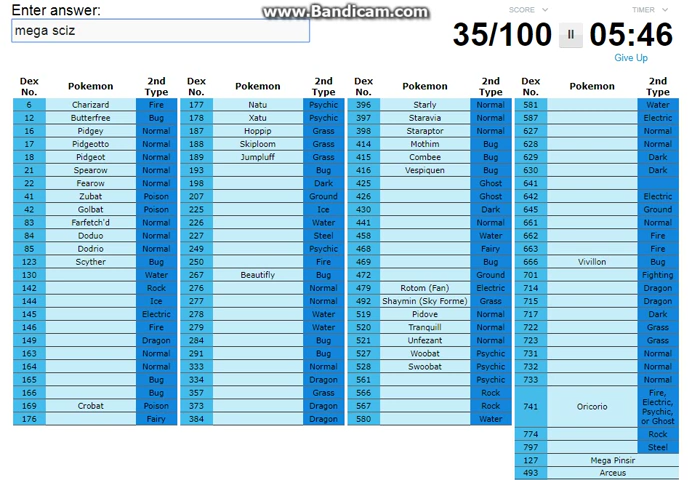 Enter answer:
www.Bandicam.com
SCORE
TIMER
mega sciz
35/100
05:46
Give Up
Dex No. Pokemon 2nd Type
6 Charizard Fire
12 Butterfree Bug
16 Pidgey Normal
17 Pidgeotto Normal
18 Pidgeot Normal
21 Spearow Normal
22 Fearow Normal
41 Zubat Poison
42 Golbat Poison
83 Farfetch'd Normal
84 Doduo Normal
85 Dodrio Normal
123 Scyther Bug
130 Water
142 Rock
144 Ice
145 Electric
146 Fire
149 Dragon
163 Normal
164 Normal
165 Bug
166 Bug
169 Crobat Poison
176 Fairy
Dex No. Pokemon 2nd Type
177 Natu Psychic
178 Xatu Psychic
187 Hoppip Grass
188 Skiploom Grass
189 Jumpluff Grass
193 Bug
198 Dark
207 Ground
225 Ice
226 Water
227 Steel
249 Psychic
250 Fire
267 Beautifly Bug
276 Normal
277 Normal
278 Water
279 Water
284 Bug
291 Bug
333 Normal
334 Dragon
357 Grass
373 Dragon
384 Dragon
Dex No. Pokemon 2nd Type
396 Starly Normal
397 Staravia Normal
398 Staraptor Normal
414 Mothim Bug
415 Combee Bug
416 Vespiquen Bug
425 Ghost
426 Ghost
430 Dark
441 Normal
458 Water
468 Fairy
469 Bug
472 Ground
479 Rotom (Fan) Electric
492 Shaymin (Sky Forme) Grass
519 Pidove Normal
520 Tranquill Normal
521 Unfezant Normal
527 Woobat Psychic
528 Swoobat Psychic
561 Psychic
566 Rock
567 Rock
580 Water
Dex No. Pokemon 2nd Type
581 Water
587 Electric
627 Normal
628 Normal
629 Dark
630 Dark
641
642 Electric
645 Ground
661 Normal
662 Fire
663 Fire
666 Vivillon Bug
701 Fighting
714 Dragon
715 Dragon
717 Dark
722 Grass
723 Grass
731 Normal
732 Normal
733 Normal
741 Oricorio Fire, Electric, Psychic, or Ghost
774 Rock
797 Steel
127 Mega Pinsir
493 Arceus